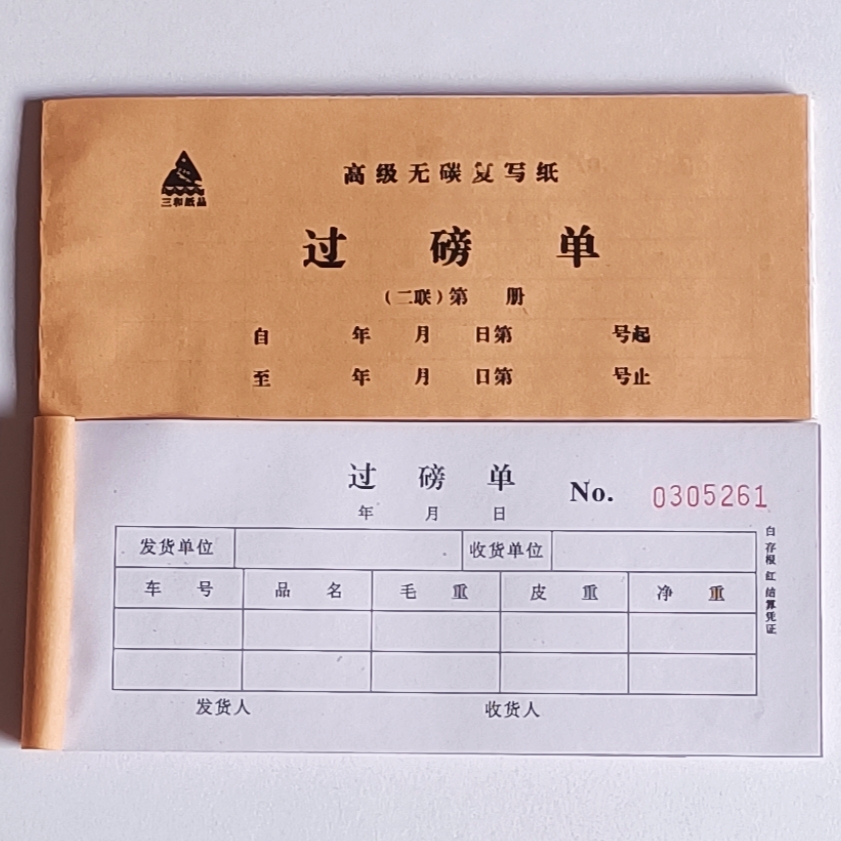 三和纸品
高级无碳复写纸
过磅单
（二联）第 册
自 年 月 日第 号起
至 年 月 日第 号止
过磅单 No. 0305261
年 月 日
发货单位 收货单位
车号 品名 毛重 皮重 净重
发货人 收货人
白存根 红结算凭证